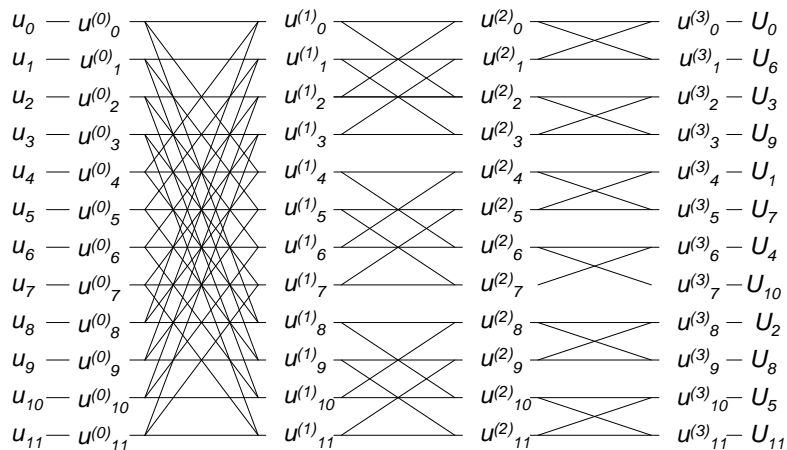 u₀ u⁽⁰⁾₀ u⁽¹⁾₀ u⁽²⁾₀ u⁽³⁾₀ U₀
u₁ u⁽⁰⁾₁ u⁽¹⁾₁ u⁽²⁾₁ u⁽³⁾₁ U₆
u₂ u⁽⁰⁾₂ u⁽¹⁾₂ u⁽²⁾₂ u⁽³⁾₂ U₃
u₃ u⁽⁰⁾₃ u⁽¹⁾₃ u⁽²⁾₃ u⁽³⁾₃ U₉
u₄ u⁽⁰⁾₄ u⁽¹⁾₄ u⁽²⁾₄ u⁽³⁾₄ U₁
u₅ u⁽⁰⁾₅ u⁽¹⁾₅ u⁽²⁾₅ u⁽³⁾₅ U₇
u₆ u⁽⁰⁾₆ u⁽¹⁾₆ u⁽²⁾₆ u⁽³⁾₆ U₄
u₇ u⁽⁰⁾₇ u⁽¹⁾₇ u⁽²⁾₇ u⁽³⁾₇ U₁₀
u₈ u⁽⁰⁾₈ u⁽¹⁾₈ u⁽²⁾₈ u⁽³⁾₈ U₂
u₉ u⁽⁰⁾₉ u⁽¹⁾₉ u⁽²⁾₉ u⁽³⁾₉ U₈
u₁₀ u⁽⁰⁾₁₀ u⁽¹⁾₁₀ u⁽²⁾₁₀ u⁽³⁾₁₀ U₅
u₁₁ u⁽⁰⁾₁₁ u⁽¹⁾₁₁ u⁽²⁾₁₁ u⁽³⁾₁₁ U₁₁